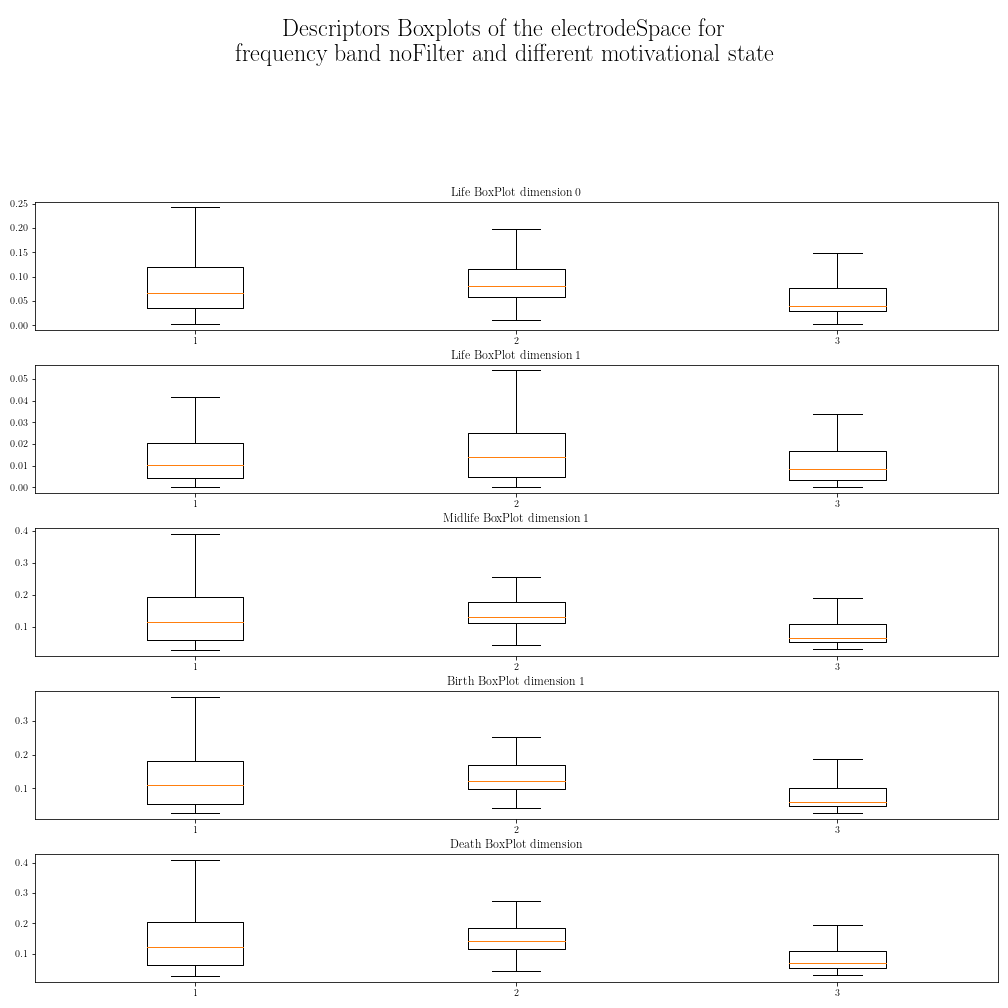 Descriptors Boxplots of the electrodeSpace for
frequency band noFilter and different motivational state
Life BoxPlot dimension 0
0.25
0.20
0.15
0.10
0.05
0.00
1 2 3
Life BoxPlot dimension 1
0.05
0.04
0.03
0.02
0.01
0.00
1 2 3
Midlife BoxPlot dimension 1
0.4
0.3
0.2
0.1
1 2 3
Birth BoxPlot dimension 1
0.3
0.2
0.1
1 2 3
Death BoxPlot dimension
0.4
0.3
0.2
0.1
1 2 3